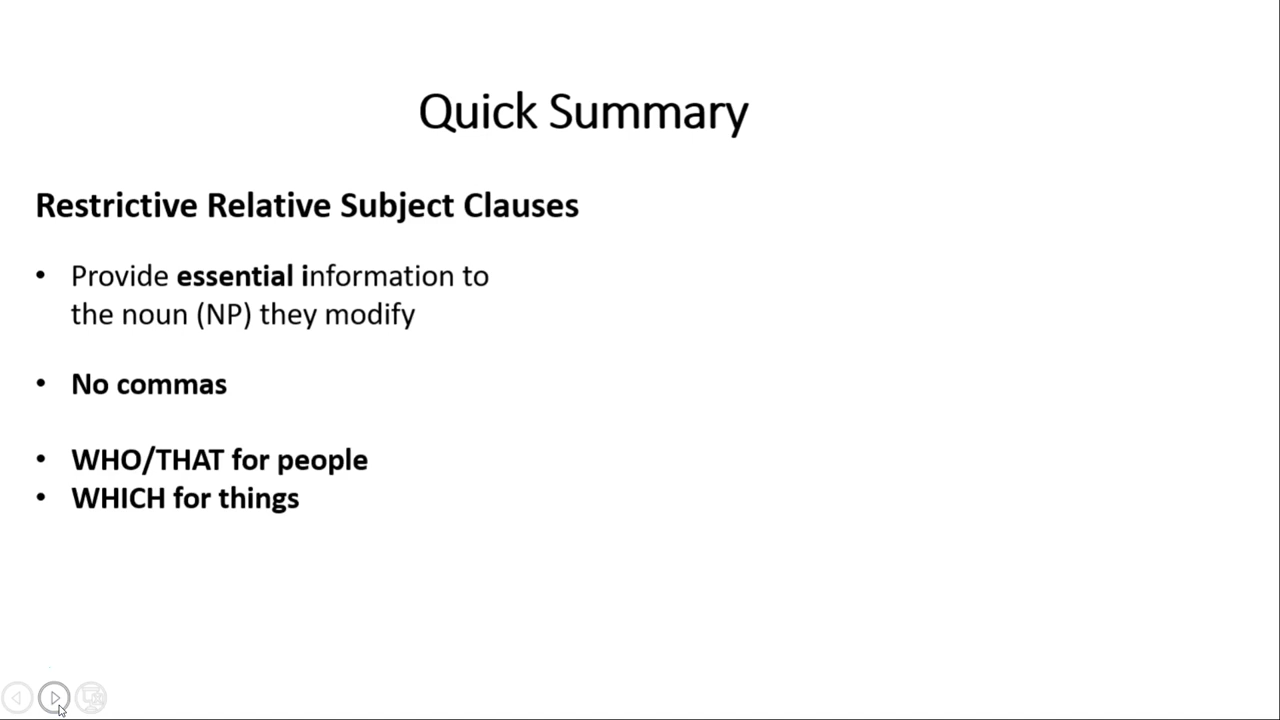 Quick Summary
Restrictive Relative Subject Clauses
• Provide essential information to
the noun (NP) they modify
• No commas
• WHO/THAT for people
• WHICH for things